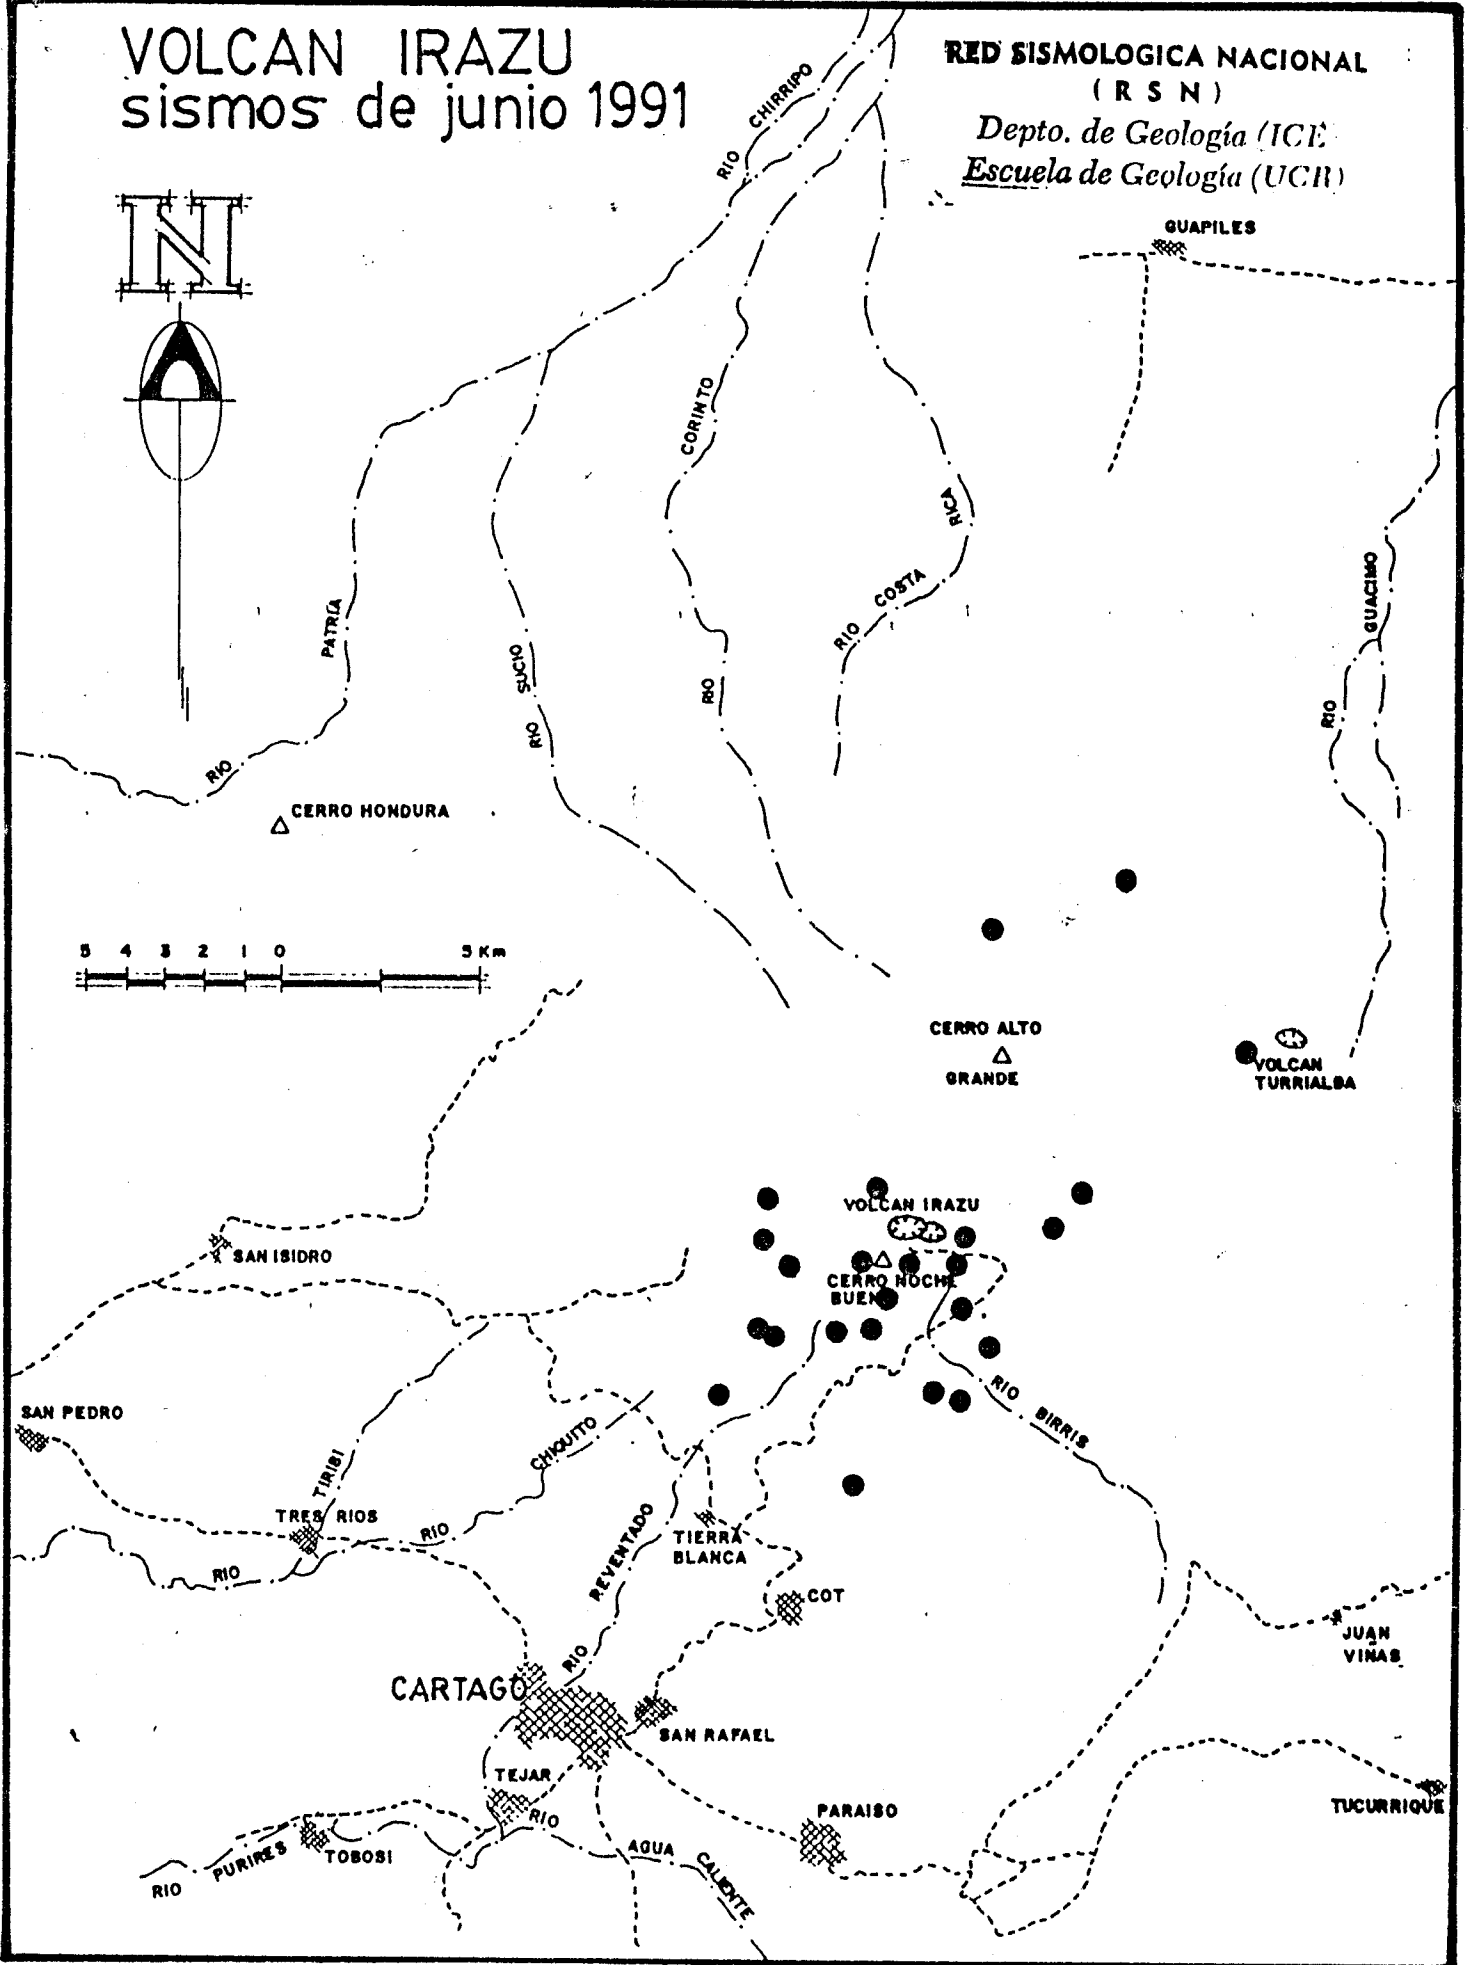 VOLCAN IRAZU
sismos de junio 1991
RED SISMOLOGICA NACIONAL
( R S N )
Depto. de Geología (ICE
Escuela de Geología (UCR)
N
RIO CHIRRIPO
GUAPILES
CORINTO
RIO
RIO COSTA RICA
GUACIMO
RIO
PATRIA
RIO
SUCIO
RIO
CERRO HONDURA
5 4 3 2 1 0 5 Km
CERRO ALTO
GRANDE
VOLCAN
TURRIALBA
VOLCAN IRAZU
CERRO NOCHE
BUENA
SAN ISIDRO
SAN PEDRO
TIRIBI
TRES RIOS
RIO
RIO CHIQUITO
RIO BIRRIS
REVENTADO
RIO
TIERRA
BLANCA
COT
JUAN
VIÑAS
CARTAGO
SAN RAFAEL
TEJAR
RIO
AGUA CALIENTE
PARAISO
TUCURRIQUE
RIO PURIRES
TOBOSI